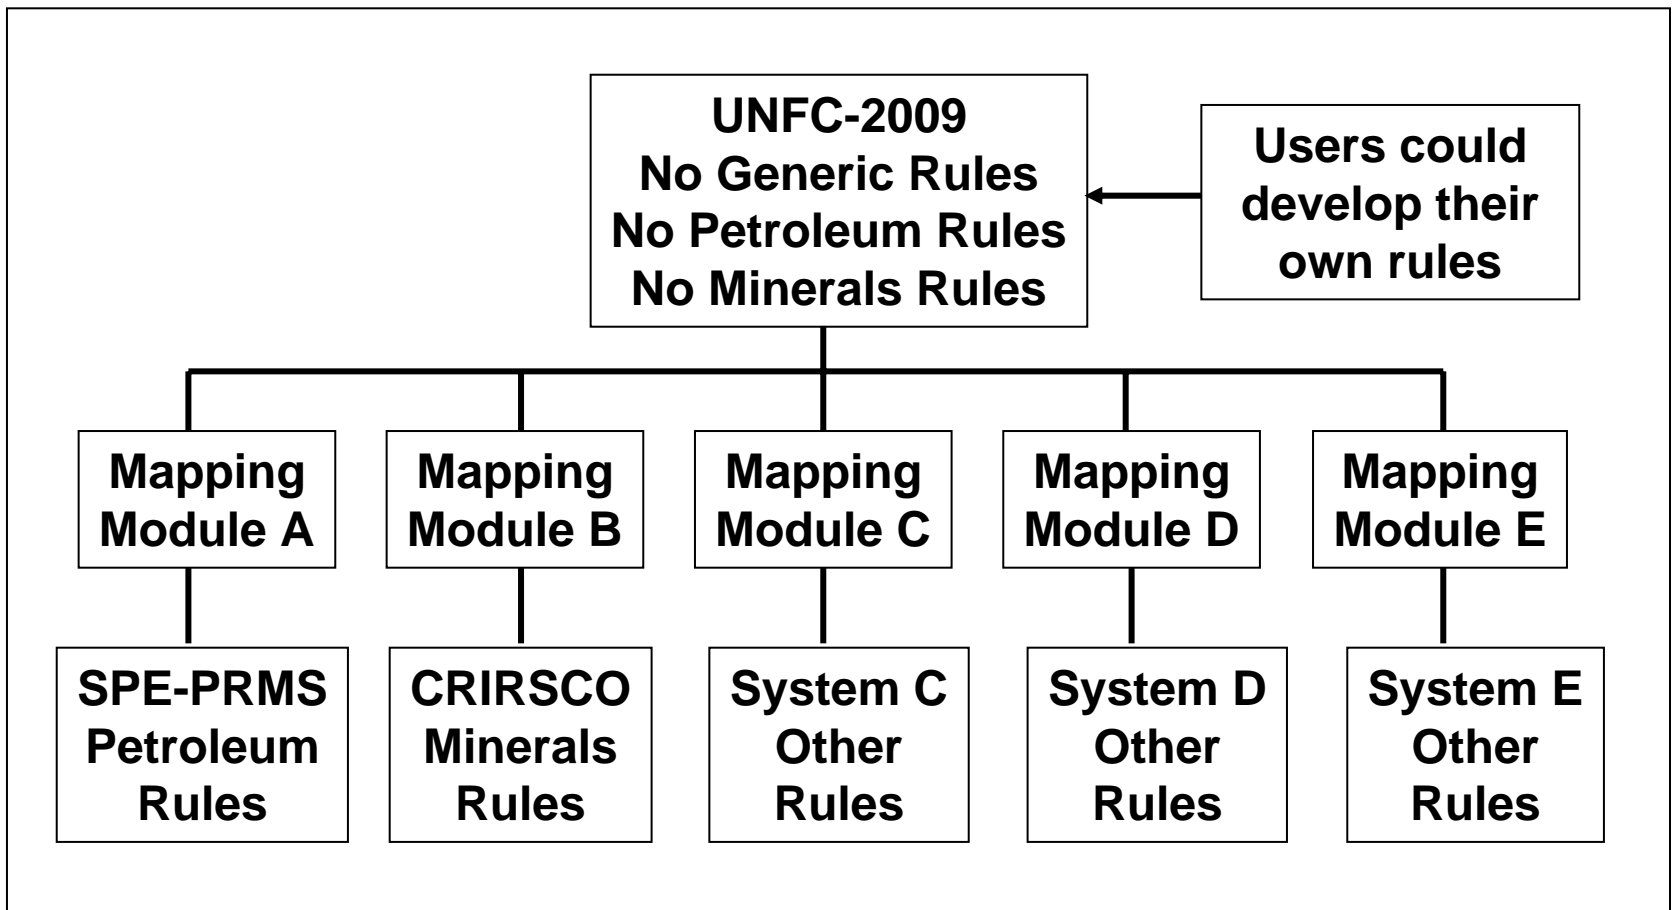 UNFC-2009
No Generic Rules
No Petroleum Rules
No Minerals Rules
Users could
develop their
own rules
Mapping
Module A
Mapping
Module B
Mapping
Module C
Mapping
Module D
Mapping
Module E
SPE-PRMS
Petroleum
Rules
CRIRSCO
Minerals
Rules
System C
Other
Rules
System D
Other
Rules
System E
Other
Rules